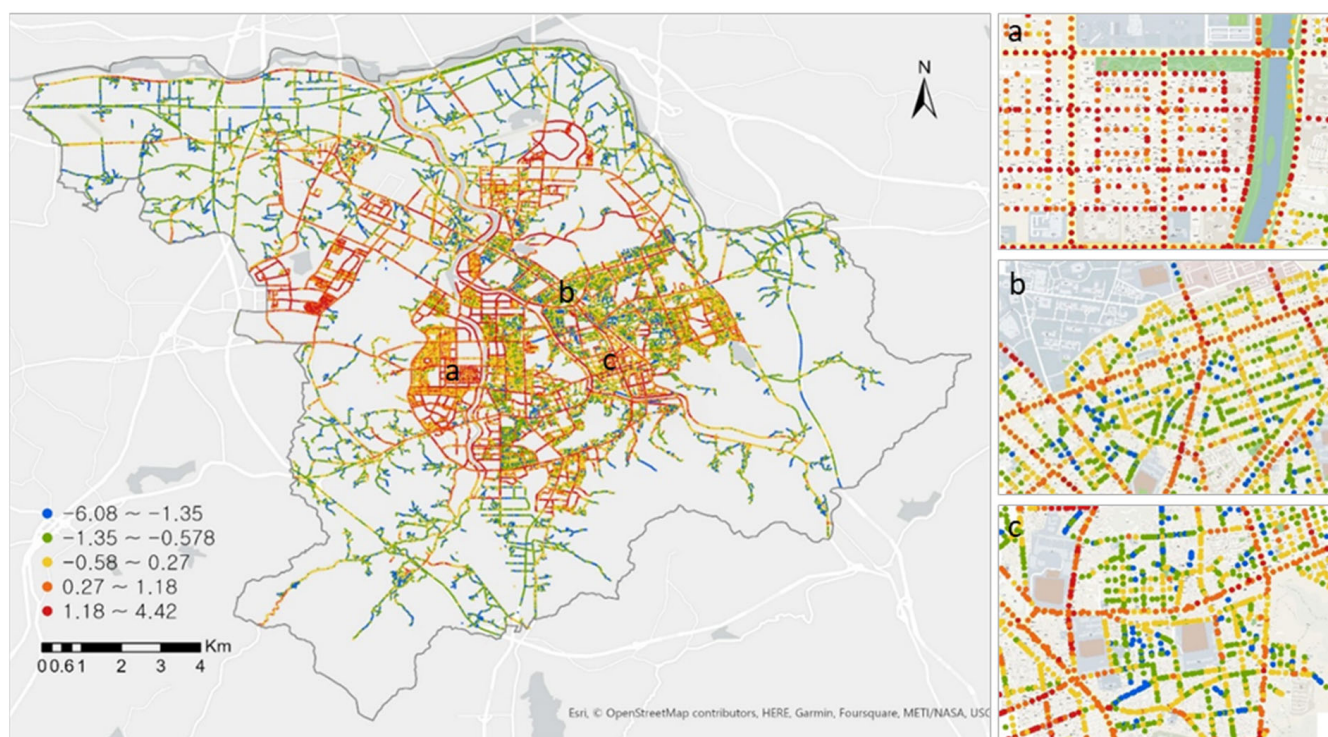 N
a
b
c
a
b
c
−6.08 ~ −1.35
−1.35 ~ −0.578
−0.58 ~ 0.27
0.27 ~ 1.18
1.18 ~ 4.42
Km
0 0.6 1 2 3 4
Esri, © OpenStreetMap contributors, HERE, Garmin, Foursquare, METI/NASA, USG